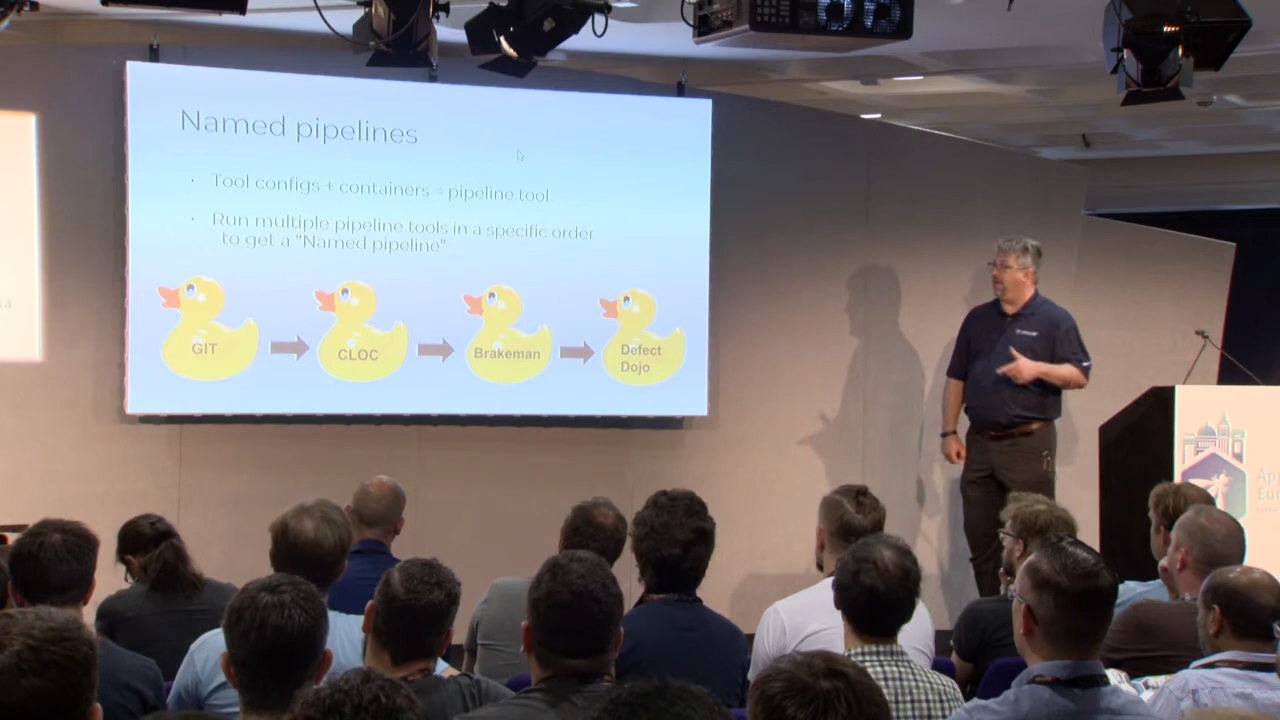 Named pipelines
· Tool configs + containers = pipeline tool
· Run multiple pipeline tools in a specific order
to get a "Named pipeline"
GIT
CLOC
Brakeman
Defect
Dojo